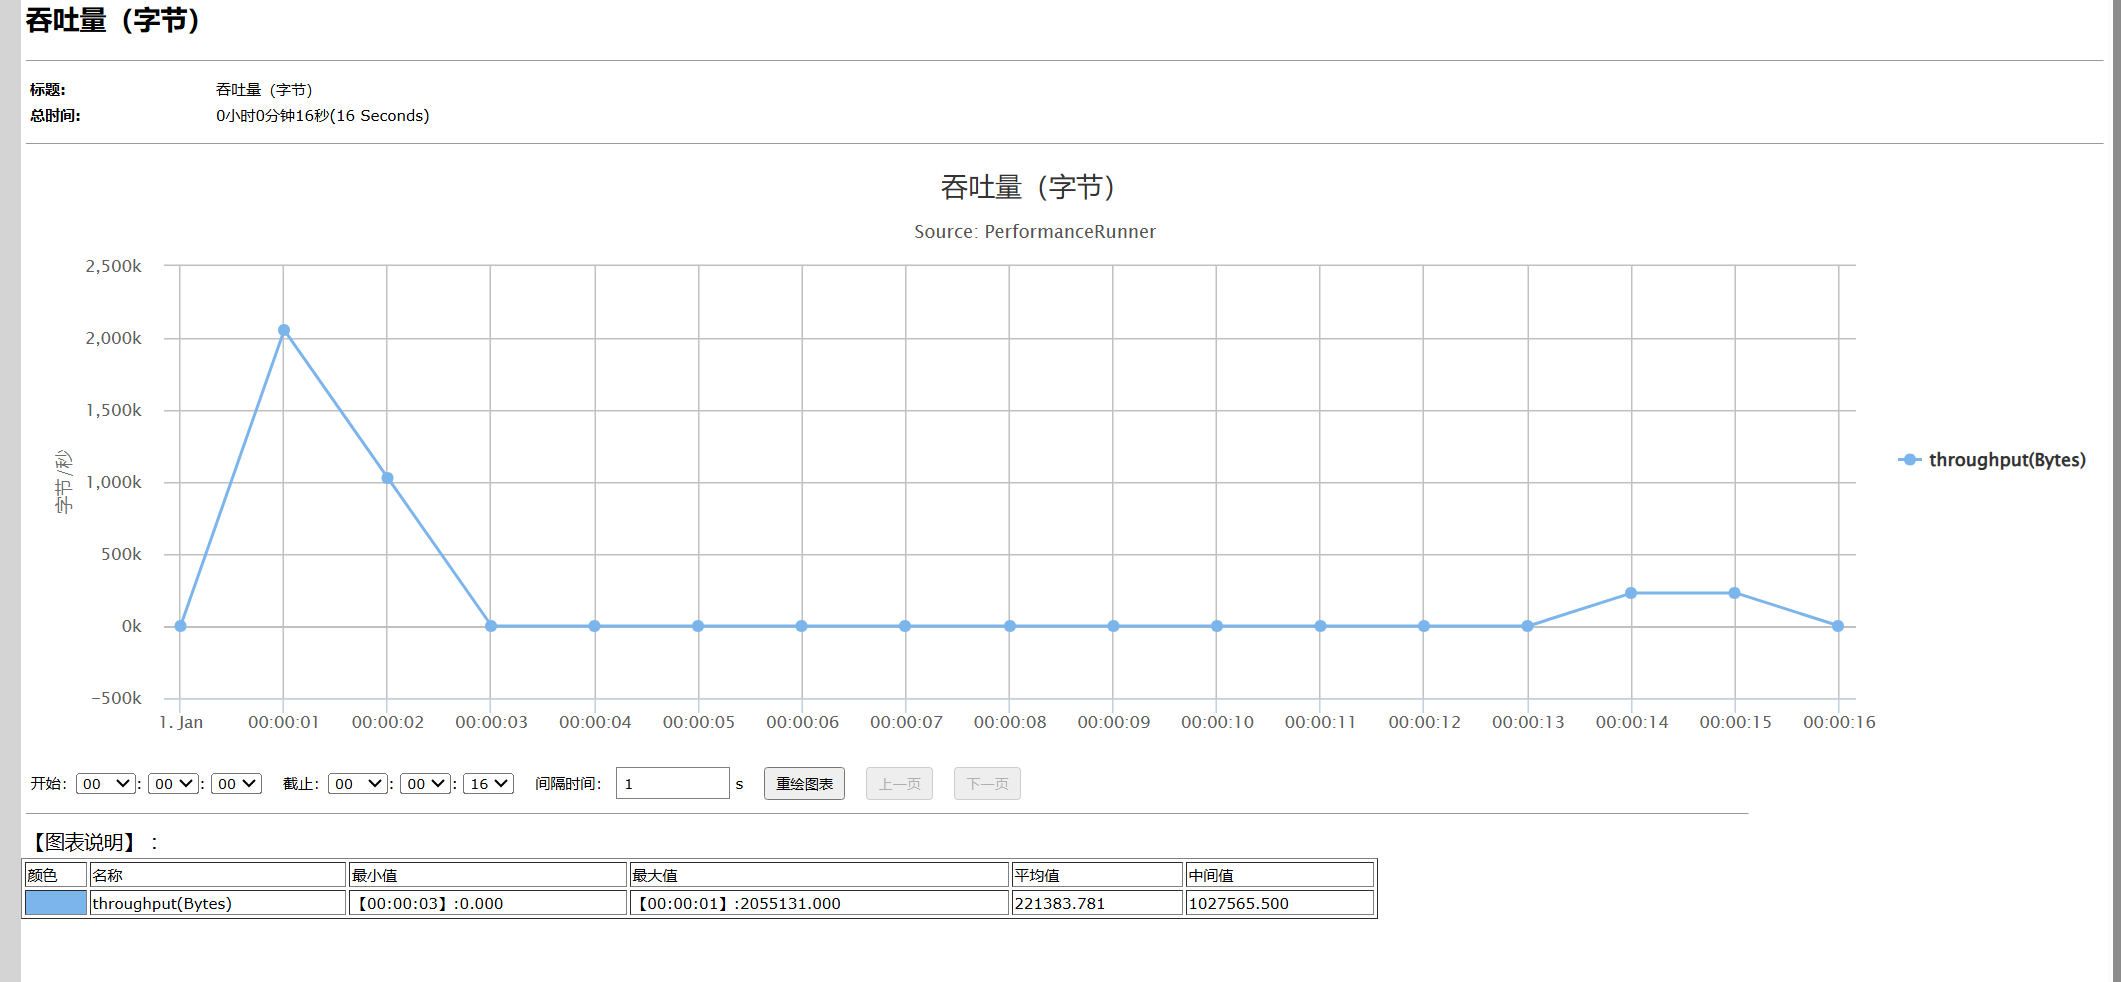 吞吐量（字节）
标题: 吞吐量（字节）
总时间: 0小时0分钟16秒(16 Seconds)
吞吐量（字节）
Source: PerformanceRunner
2,500k
2,000k
1,500k
1,000k
500k
0k
-500k
字节/秒
throughput(Bytes)
1. Jan 00:00:01 00:00:02 00:00:03 00:00:04 00:00:05 00:00:06 00:00:07 00:00:08 00:00:09 00:00:10 00:00:11 00:00:12 00:00:13 00:00:14 00:00:15 00:00:16
开始: 00 : 00 : 00 截止: 00 : 00 : 16 间隔时间: 1 s 重绘图表 上一页 下一页
【图表说明】：
颜色 名称 最小值 最大值 平均值 中间值
throughput(Bytes) 【00:00:03】:0.000 【00:00:01】:2055131.000 221383.781 1027565.500